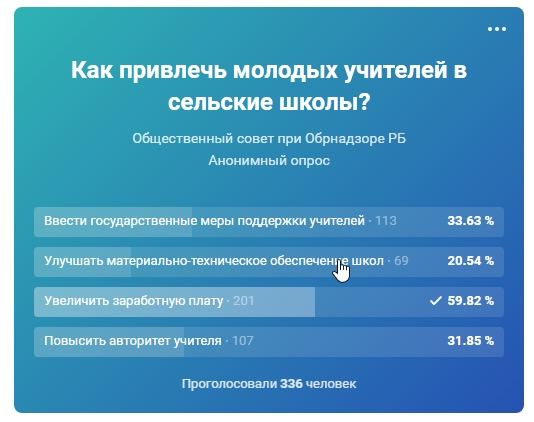 Как привлечь молодых учителей в
сельские школы?
Общественный совет при Обрнадзоре РБ
Анонимный опрос
Ввести государственные меры поддержки учителей · 113 33.63 %
Улучшать материально-техническое обеспечение школ · 69 20.54 %
Увеличить заработную плату · 201 59.82 %
Повысить авторитет учителя · 107 31.85 %
Проголосовали 336 человек